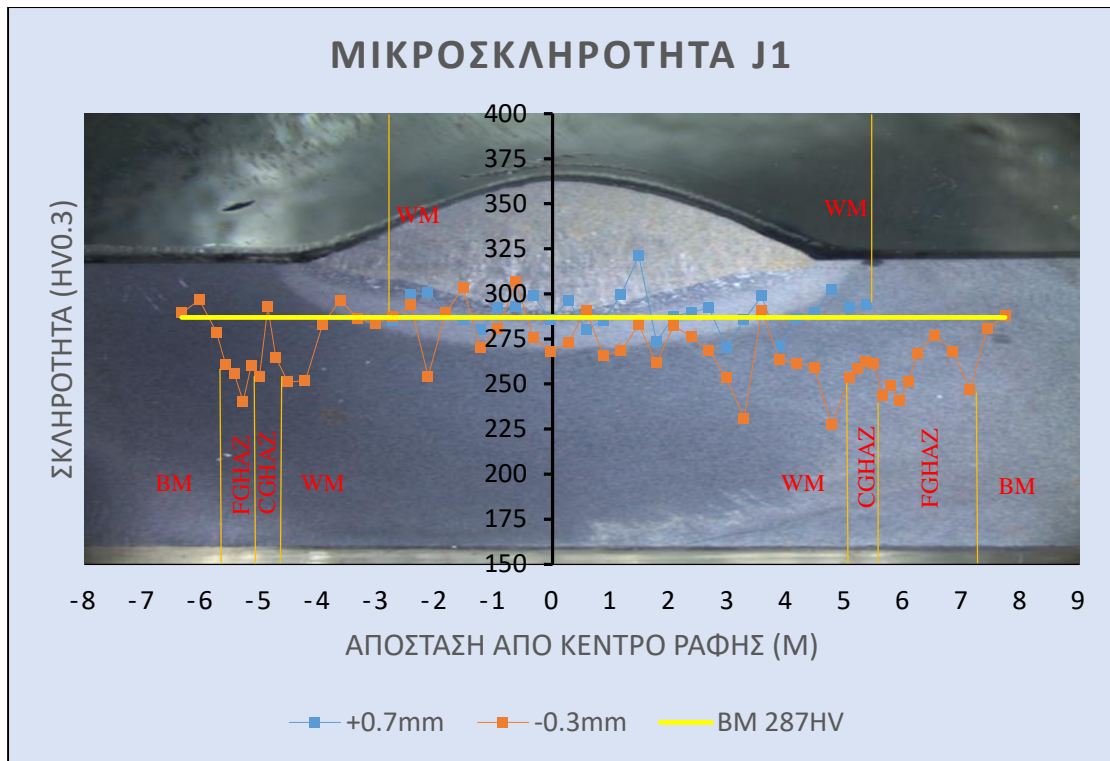 ΜΙΚΡΟΣΚΛΗΡΟΤΗΤΑ J1
ΣΚΛΗΡΟΤΗΤΑ (HV0.3)
400
375
350
325
300
275
250
225
200
175
150
WM WM
BM FGHAZ CGHAZ WM WM CGHAZ FGHAZ BM
-8 -7 -6 -5 -4 -3 -2 -1 0 1 2 3 4 5 6 7 8 9
ΑΠΟΣΤΑΣΗ ΑΠΟ ΚΕΝΤΡΟ ΡΑΦΗΣ (M)
+0.7mm -0.3mm BM 287HV